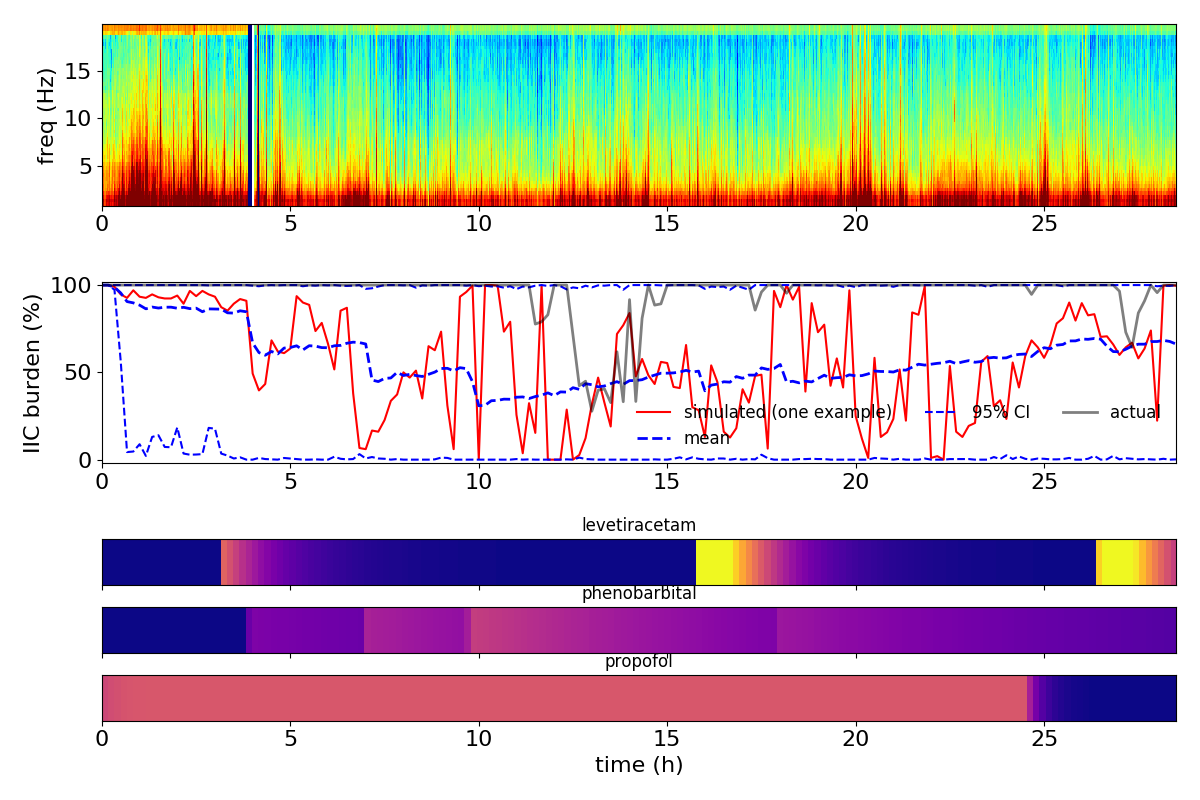 freq (Hz)
15
10
5
0 5 10 15 20 25
IIC burden (%)
100
50
0
simulated (one example) 95% CI actual
mean
0 5 10 15 20 25
levetiracetam
phenobarbital
propofol
0 5 10 15 20 25
time (h)